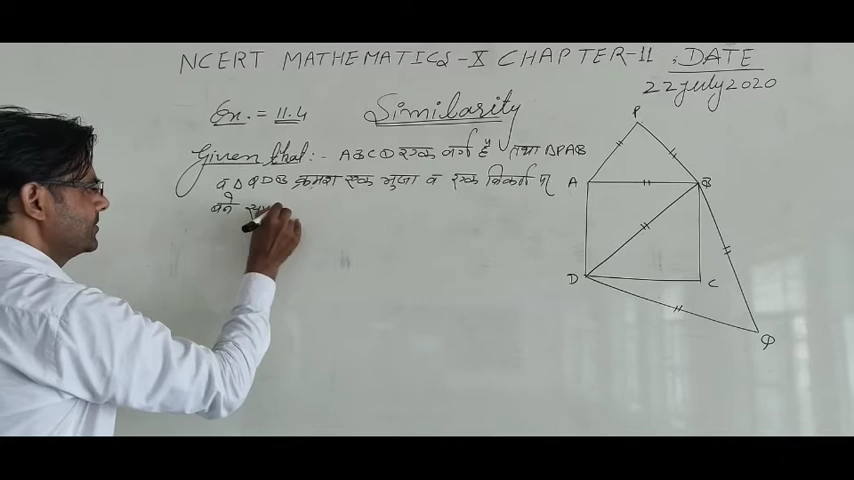 NCERT MATHEMATICS-X CHAPTER-11 , DATE
22 july 2020
Ex. = 11.4 Similarity
Given that:- ABCD एक वर्ग है तथा ΔPAB
व Δ QDB क्रमशः एक भुजा व एक विकर्ण पर
बने
P
A B
D C
Q